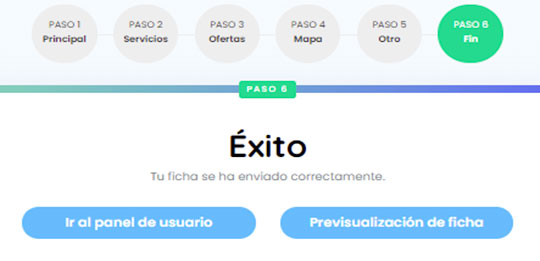 PASO 1
Principal
PASO 2
Servicios
PASO 3
Ofertas
PASO 4
Mapa
PASO 5
Otro
PASO 6
Fin
PASO 6
Éxito
Tu ficha se ha enviado correctamente.
Ir al panel de usuario
Previsualización de ficha